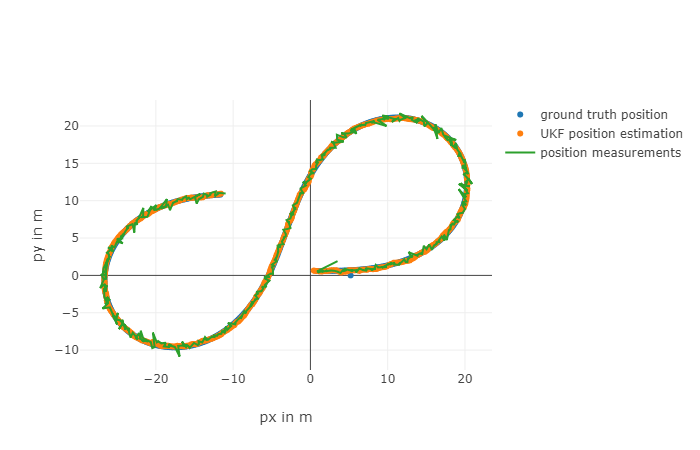 ground truth position
UKF position estimation
position measurements
20
15
10
5
0
−5
−10
py in m
−20
−10
0
10
20
px in m